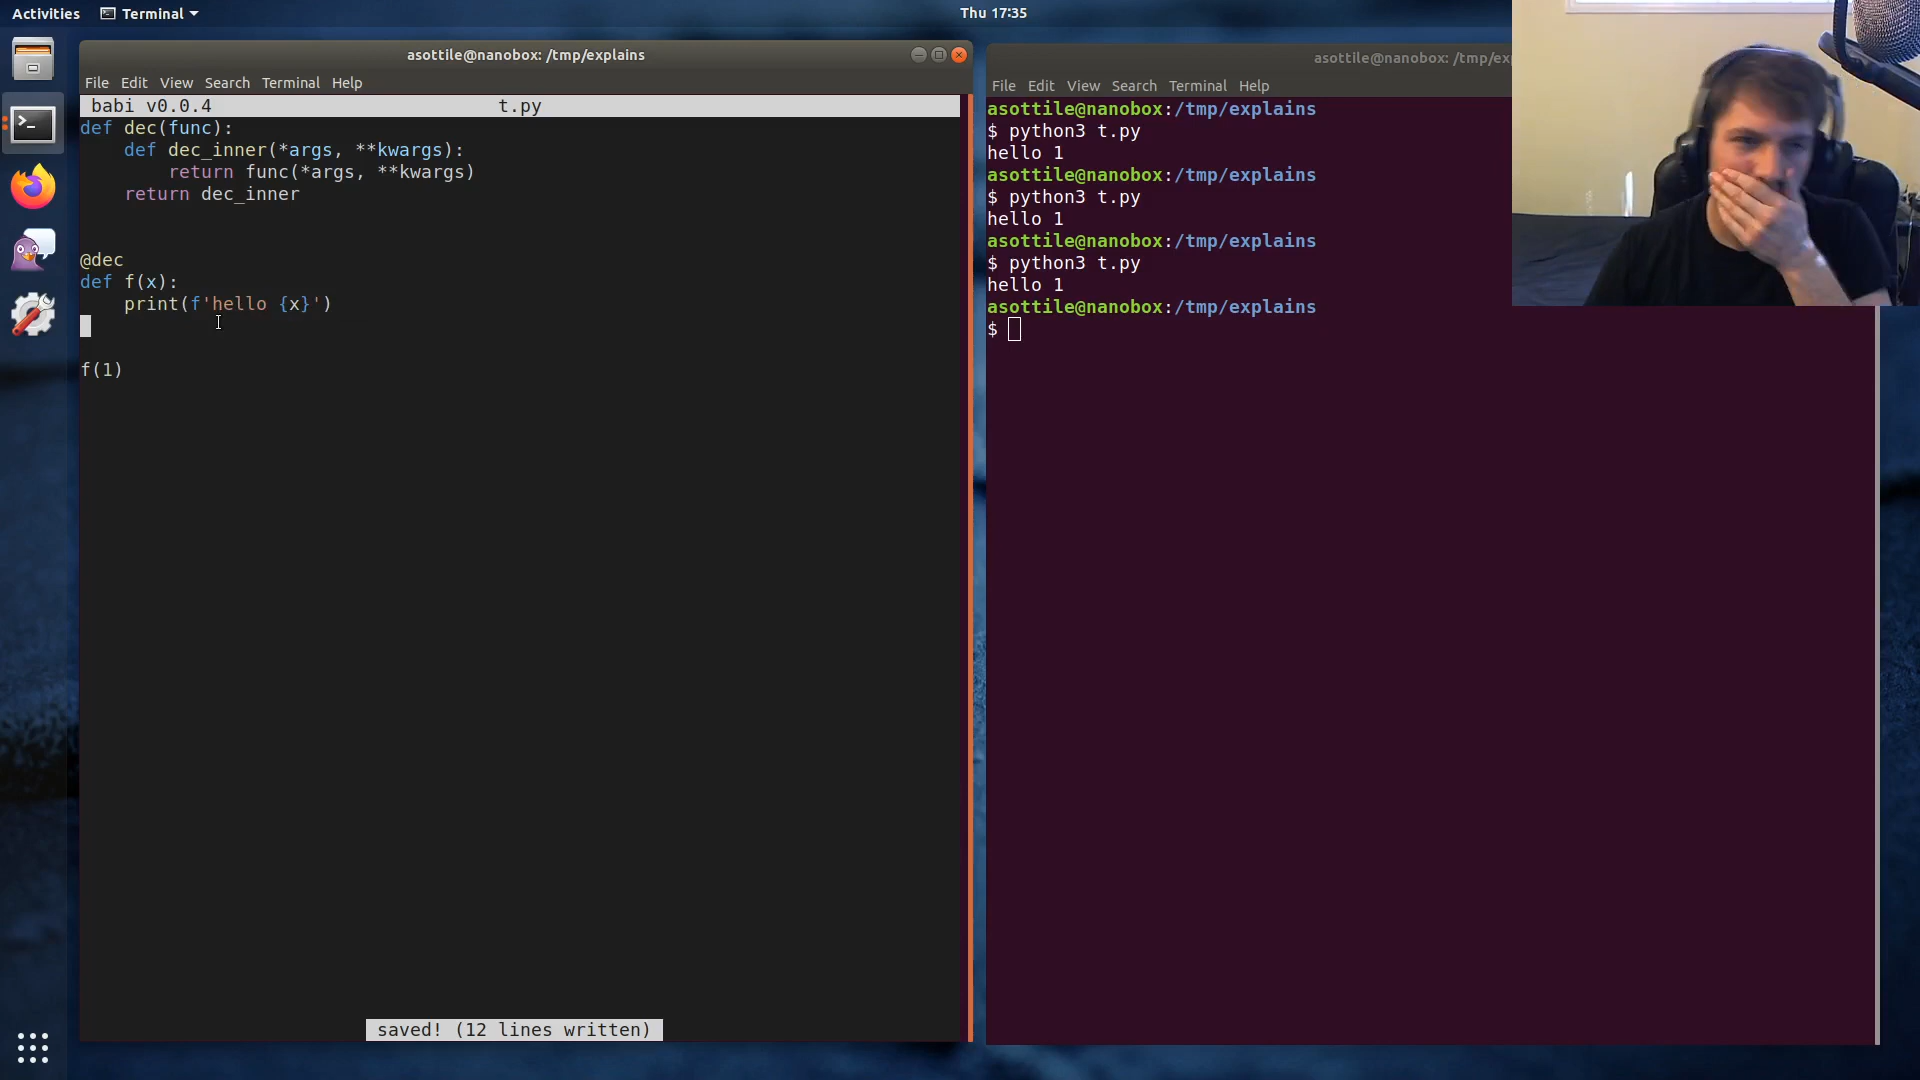 Activities Terminal Thu 17:35
asottile@nanobox: /tmp/explains
File Edit View Search Terminal Help
babi v0.0.4 t.py
def dec(func):
    def dec_inner(*args, **kwargs):
        return func(*args, **kwargs)
    return dec_inner
@dec
def f(x):
    print(f'hello {x}')
f(1)
saved! (12 lines written)
asottile@nanobox: /tmp/ex
File Edit View Search Terminal Help
asottile@nanobox:/tmp/explains
$ python3 t.py
hello 1
asottile@nanobox:/tmp/explains
$ python3 t.py
hello 1
asottile@nanobox:/tmp/explains
$ python3 t.py
hello 1
asottile@nanobox:/tmp/explains
$